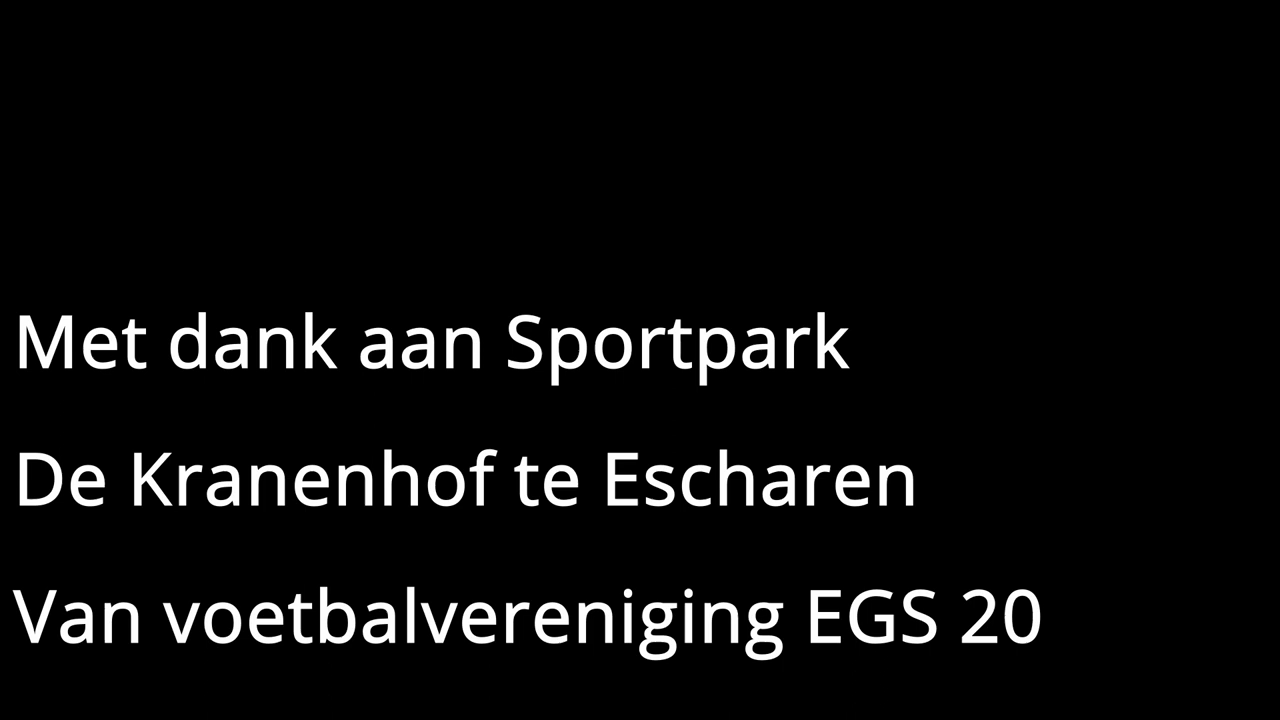 Met dank aan Sportpark
De Kranenhof te Escharen
Van voetbalvereniging EGS 20